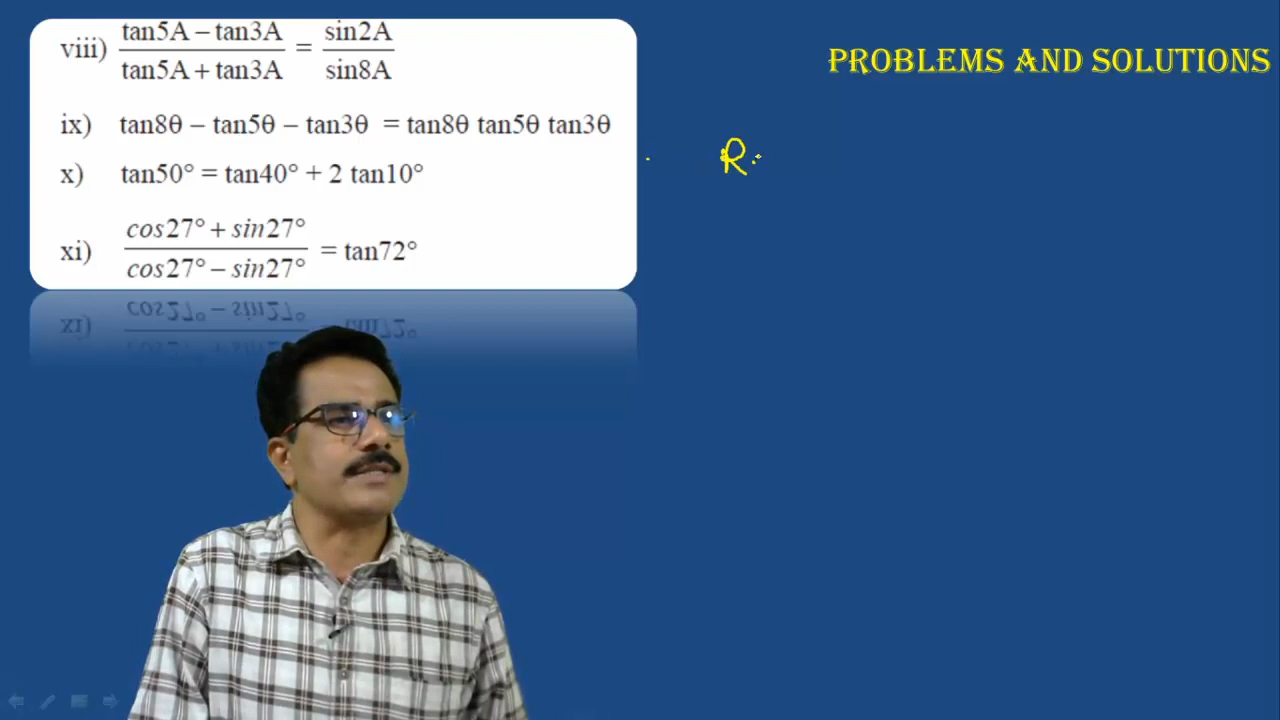 PROBLEMS AND SOLUTIONS
viii) (tan5A − tan3A)/(tan5A + tan3A) = sin2A/sin8A
ix) tan8θ − tan5θ − tan3θ = tan8θ tan5θ tan3θ
x) tan50° = tan40° + 2 tan10°
xi) (cos27° + sin27°)/(cos27° − sin27°) = tan72°
R.